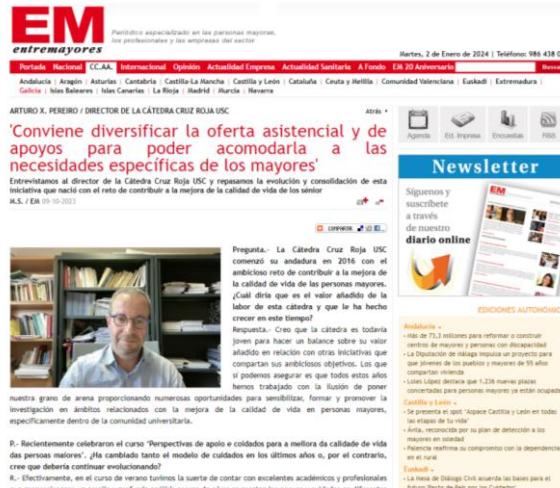 EM
entremayores
Periódico especializado en las personas mayores,
los profesionales y las empresas del sector
Martes, 2 de Enero de 2024 | Teléfono: 986 438 0
Portada Nacional CC.AA. Internacional Opinión Actualidad Empresa Actualidad Sanitaria A Fondo EM 20 Aniversario Busca
Andalucía | Aragón | Asturias | Cantabria | Castilla-La Mancha | Castilla y León | Cataluña | Ceuta y Melilla | Comunidad Valenciana | Euskadi | Extremadura |
Galicia | Islas Baleares | Islas Canarias | La Rioja | Madrid | Murcia | Navarra
ARTURO X. PEREIRO / DIRECTOR DE LA CÁTEDRA CRUZ ROJA USC
Atrás
'Conviene diversificar la oferta asistencial y de
apoyos para poder acomodarla a las
necesidades específicas de los mayores'
Entrevistamos al director de la Cátedra Cruz Roja USC y repasamos la evolución y consolidación de esta
iniciativa que nació con el reto de contribuir a la mejora de la calidad de vida de los sénior
M.S. / EM 09-10-2023
COMPARTIR
Pregunta.- La Cátedra Cruz Roja USC
comenzó su andadura en 2016 con el
ambicioso reto de contribuir a la mejora de
la calidad de vida de las personas mayores.
¿Cuál diría que es el valor añadido de la
labor de esta cátedra y que le ha hecho
crecer en este tiempo?
Respuesta.- Creo que la cátedra es todavía
joven para hacer un balance sobre su valor
añadido en relación con otras iniciativas que
compartan sus ambiciosos objetivos. Los que
sí podemos asegurar es que todos estos años
hemos trabajado con la ilusión de poner
nuestra grano de arena proporcionando numerosas oportunidades para sensibilizar, formar y promover la
investigación en ámbitos relacionados con la mejora de la calidad de vida en personas mayores,
específicamente dentro de la comunidad universitaria.
P.- Recientemente celebraron el curso 'Perspectivas de apoio e coidados para a mellora da calidade de vida
das persoas maiores'. ¿Ha cambiado tanto el modelo de cuidados en los últimos años o, por el contrario,
cree que debería continuar evolucionando?
R.- Efectivamente, en el curso de verano tuvimos la suerte de contar con excelentes académicos y profesionales
Agenda
Ed. Impresa
Encuestas
RSS
Newsletter
Síguenos y
suscríbete
a través
de nuestro
diario online
EDICIONES AUTONÓMIC
Andalucía
Más de 73,3 millones para reformar o construir
centros de mayores y personas con discapacidad
La Diputación de Málaga impulsa un proyecto para
que jóvenes de los pueblos y mayores de 55 años
compartan vivienda
Loles López destaca que 1.236 nuevas plazas
concertadas para personas mayores ya están ocupada
Castilla y León
Se presenta el spot 'Apace Castilla y León en todas
las etapas de tu vida'
Ávila, reconocida por su plan de detección a los
mayores en soledad
Palencia reafirma su compromiso con la dependencia
en el rural
Euskadi
La Mesa de Diálogo Civil acuerda las bases para el